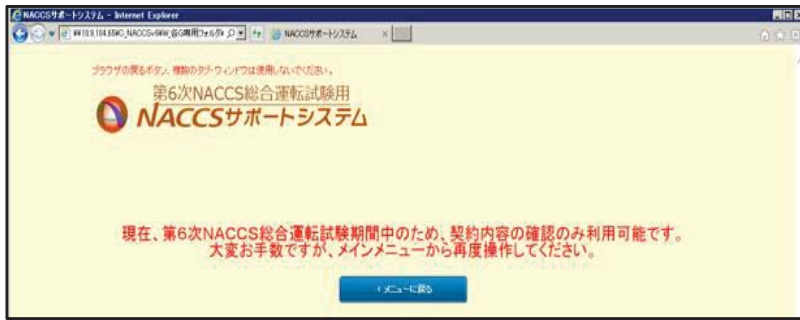 NACCSサポートシステム - Internet Explorer
NACCSサポートシステム
ブラウザの戻るボタン、複数のタブ・ウィンドウは使用しないでください。
第6次NACCS総合運転試験用
NACCSサポートシステム
現在、第6次NACCS総合運転試験期間中のため、契約内容の確認のみ利用可能です。
大変お手数ですが、メインメニューから再度操作してください。
メニューに戻る